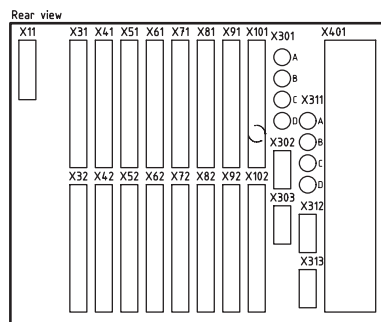 Rear view
X11 X31 X41 X51 X61 X71 X81 X91 X101 X301 X401
A
B
C X311
D A
B
X302 C
D
X32 X42 X52 X62 X72 X82 X92 X102
X303 X312
X313